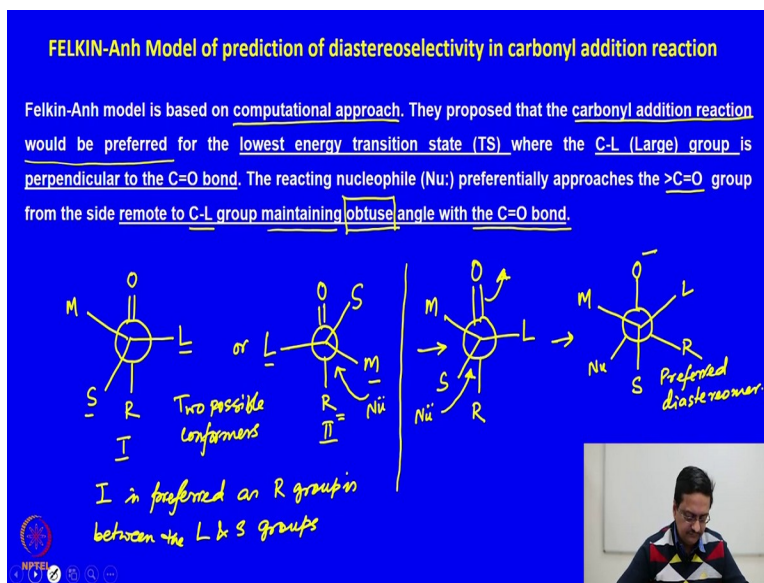 FELKIN-Anh Model of prediction of diastereoselectivity in carbonyl addition reaction
Felkin-Anh model is based on computational approach. They proposed that the carbonyl addition reaction
would be preferred for the lowest energy transition state (TS) where the C-L (Large) group is
perpendicular to the C=O bond. The reacting nucleophile (Nu:) preferentially approaches the >C=O group
from the side remote to C-L group maintaining obtuse angle with the C=O bond.
O
M
L
S
R
I
Two possible
conformers
or
O
S
L
M
R
Nü
II
O
M
L
S
Nü
R
O⁻
M
L
Nu
R
S
Preferred
diastereomer.
I is preferred as R group is
between the L & S groups
NPTEL